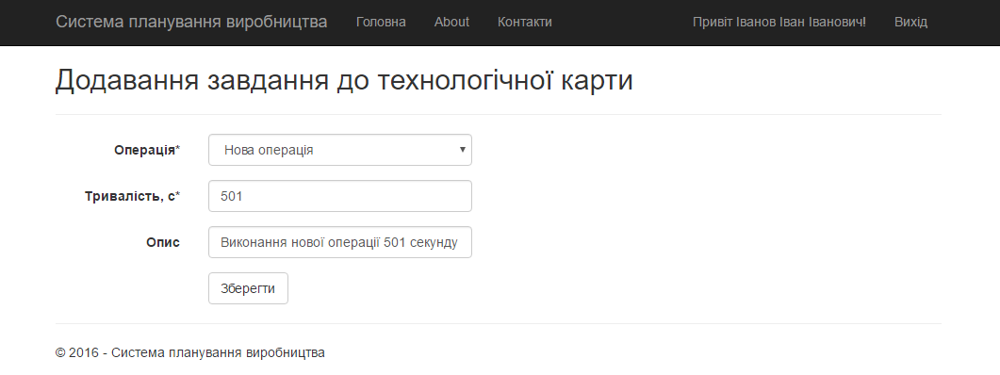 Система планування виробництва Головна About Контакти Привіт Іванов Іван Іванович! Вихід
Додавання завдання до технологічної карти
Операція* Нова операція
Тривалість, с* 501
Опис Виконання нової операції 501 секунду
Зберегти
© 2016 - Система планування виробництва